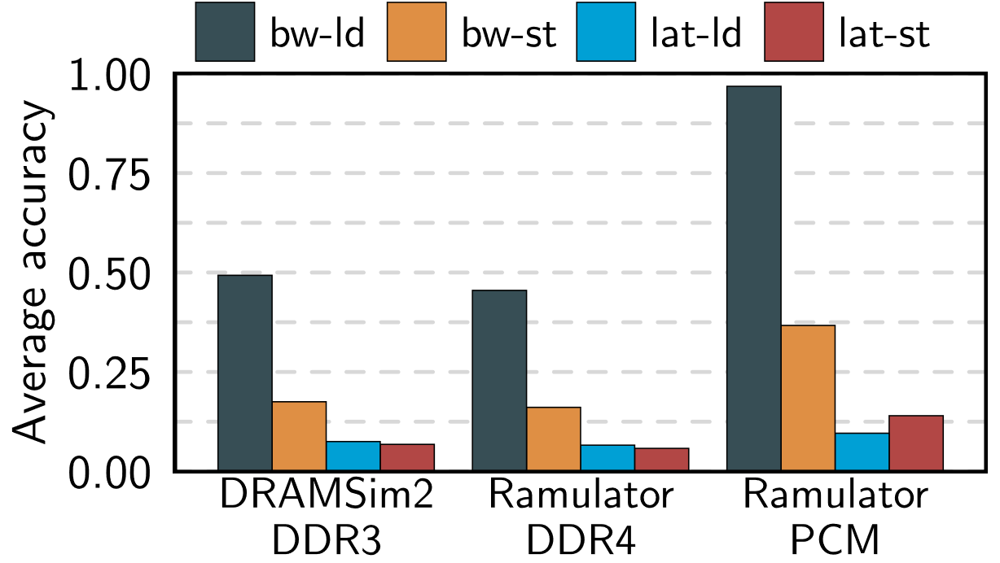 bw-ld bw-st lat-ld lat-st
Average accuracy
1.00
0.75
0.50
0.25
0.00
DRAMSim2 Ramulator Ramulator
DDR3 DDR4 PCM